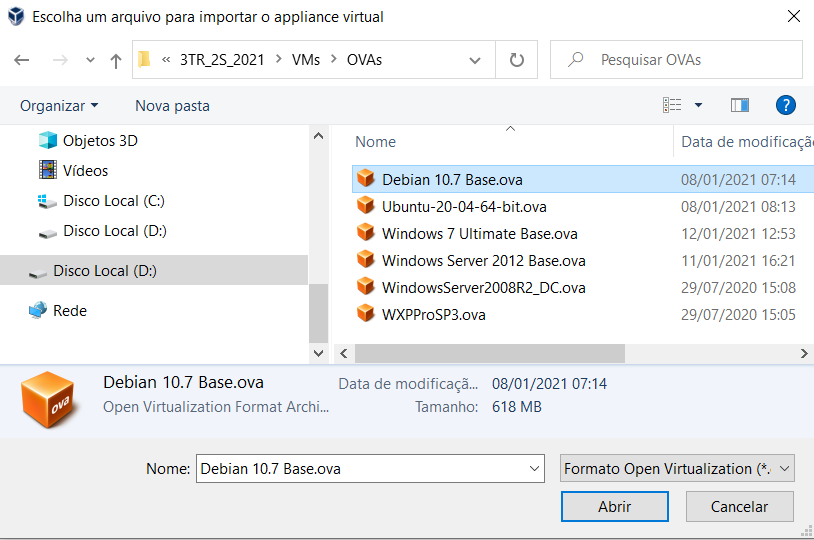 Escolha um arquivo para importar o appliance virtual
« 3TR_2S_2021 > VMs > OVAs
Pesquisar OVAs
Organizar
Nova pasta
?
Objetos 3D
Vídeos
Disco Local (C:)
Disco Local (D:)
Disco Local (D:)
Rede
Nome
Data de modificaçã
Debian 10.7 Base.ova 08/01/2021 07:14
Ubuntu-20-04-64-bit.ova 08/01/2021 08:13
Windows 7 Ultimate Base.ova 12/01/2021 12:53
Windows Server 2012 Base.ova 11/01/2021 16:21
WindowsServer2008R2_DC.ova 29/07/2020 15:08
WXPProSP3.ova 29/07/2020 15:05
ova
Debian 10.7 Base.ova Data de modificaçã... 08/01/2021 07:14
Open Virtualization Format Archi... Tamanho: 618 MB
Nome: Debian 10.7 Base.ova Formato Open Virtualization (*.
Abrir Cancelar